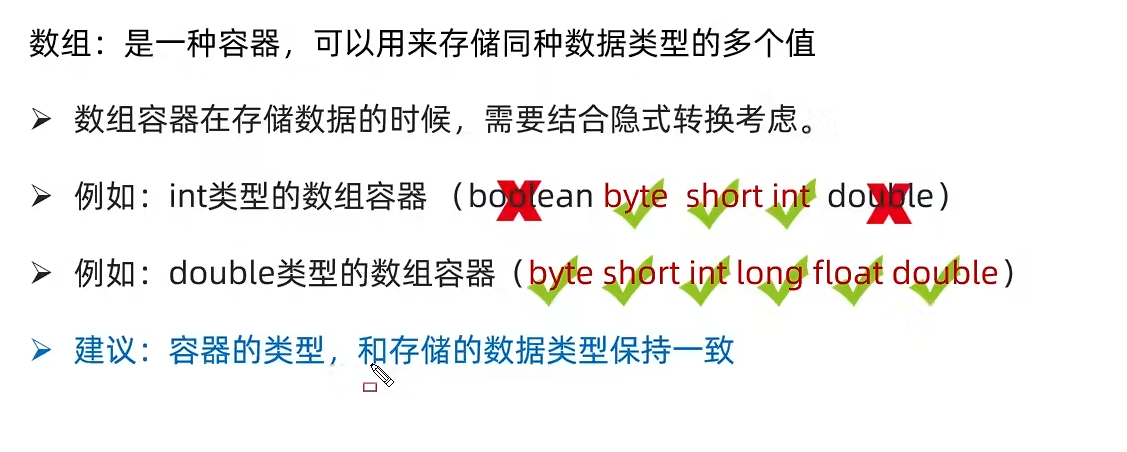 数组：是一种容器，可以用来存储同种数据类型的多个值
➢ 数组容器在存储数据的时候，需要结合隐式转换考虑。
➢ 例如：int类型的数组容器 （boolean byte short int double）
➢ 例如：double类型的数组容器（byte short int long float double）
➢ 建议：容器的类型，和存储的数据类型保持一致